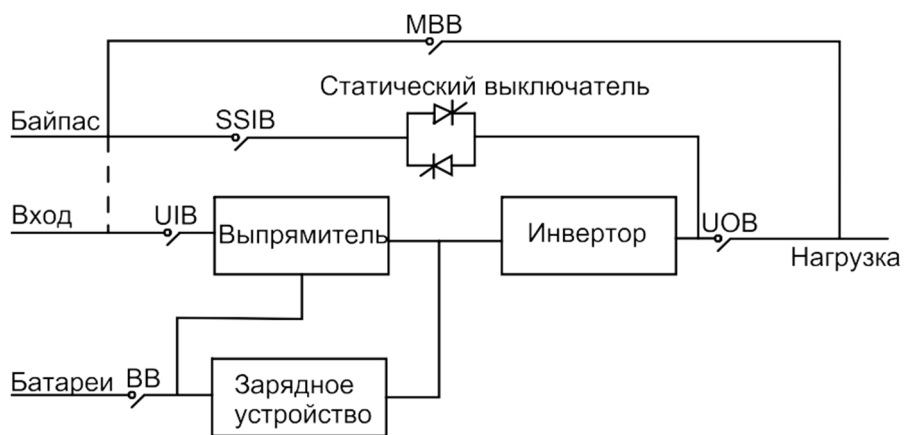 MBB
Статический выключатель
Байпас
SSIB
Вход
UIB
Выпрямитель
Инвертор
UOB
Нагрузка
Батареи
BB
Зарядное
устройство